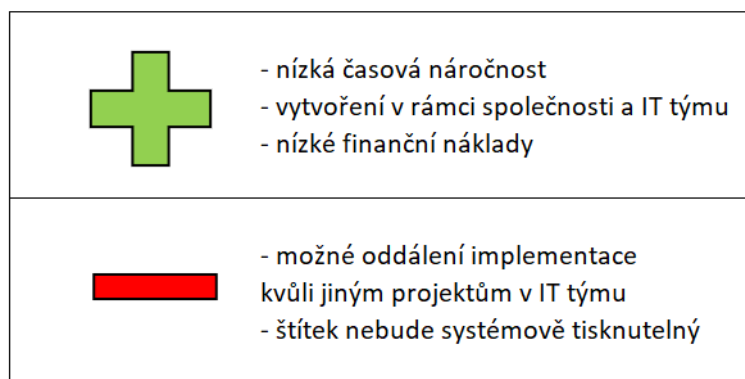 - nízká časová náročnost
- vytvoření v rámci společnosti a IT týmu
- nízké finanční náklady
- možné oddálení implementace
kvůli jiným projektům v IT týmu
- štítek nebude systémově tisknutelný